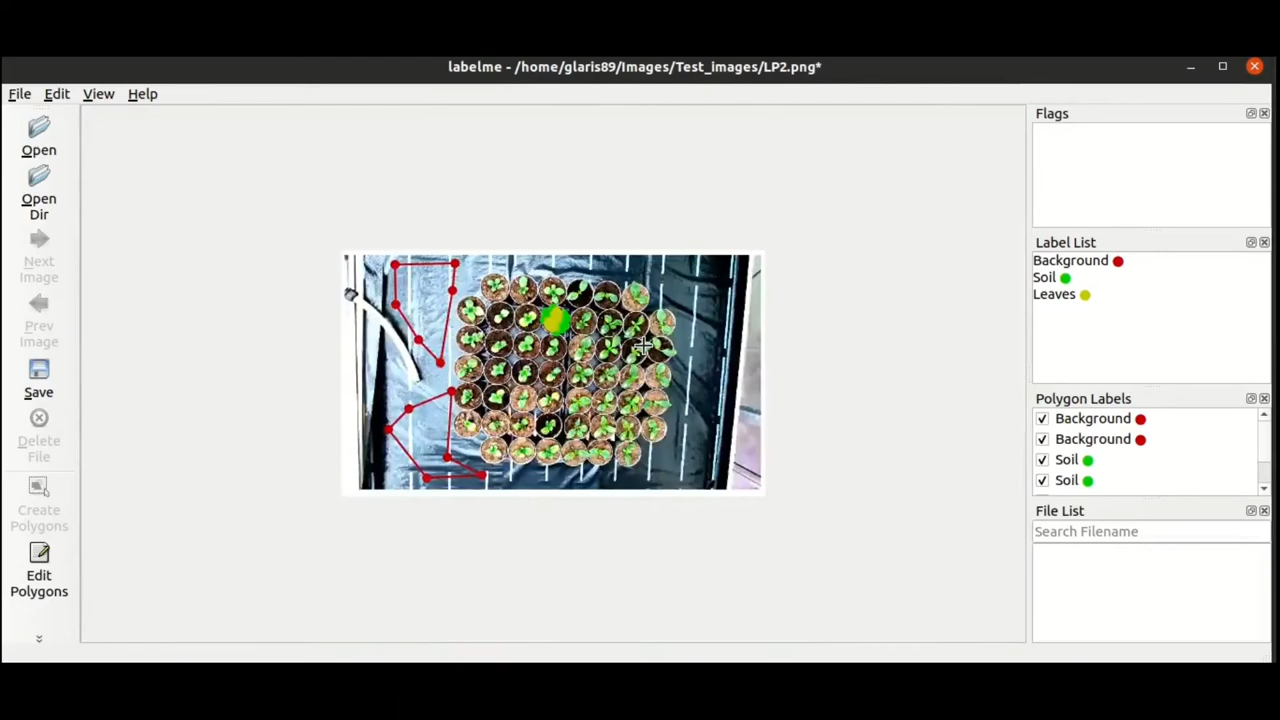 labelme - /home/glaris89/Images/Test_images/LP2.png*
File Edit View Help
Open
Open
Dir
Next
Image
Prev
Image
Save
Delete
File
Create
Polygons
Edit
Polygons
Flags
Label List
Background
Soil
Leaves
Polygon Labels
Background
Background
Soil
Soil
File List
Search Filename